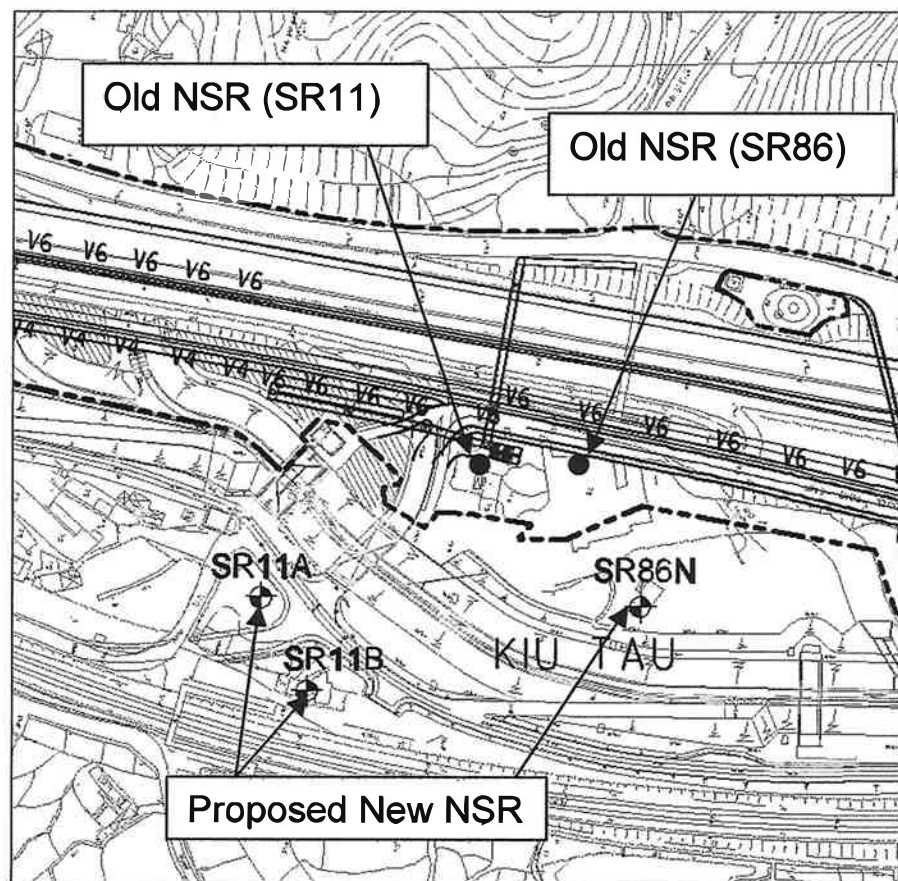 Old NSR (SR11)
Old NSR (SR86)
V6 V6 V6 V6 V6
V4 V4 V4 V4 V4 V6 V6 V6 V6 V6 V6 V6 V6 V6 V6 V6
SR11A
SR86N
SR11B
KIU TAU
Proposed New NSR